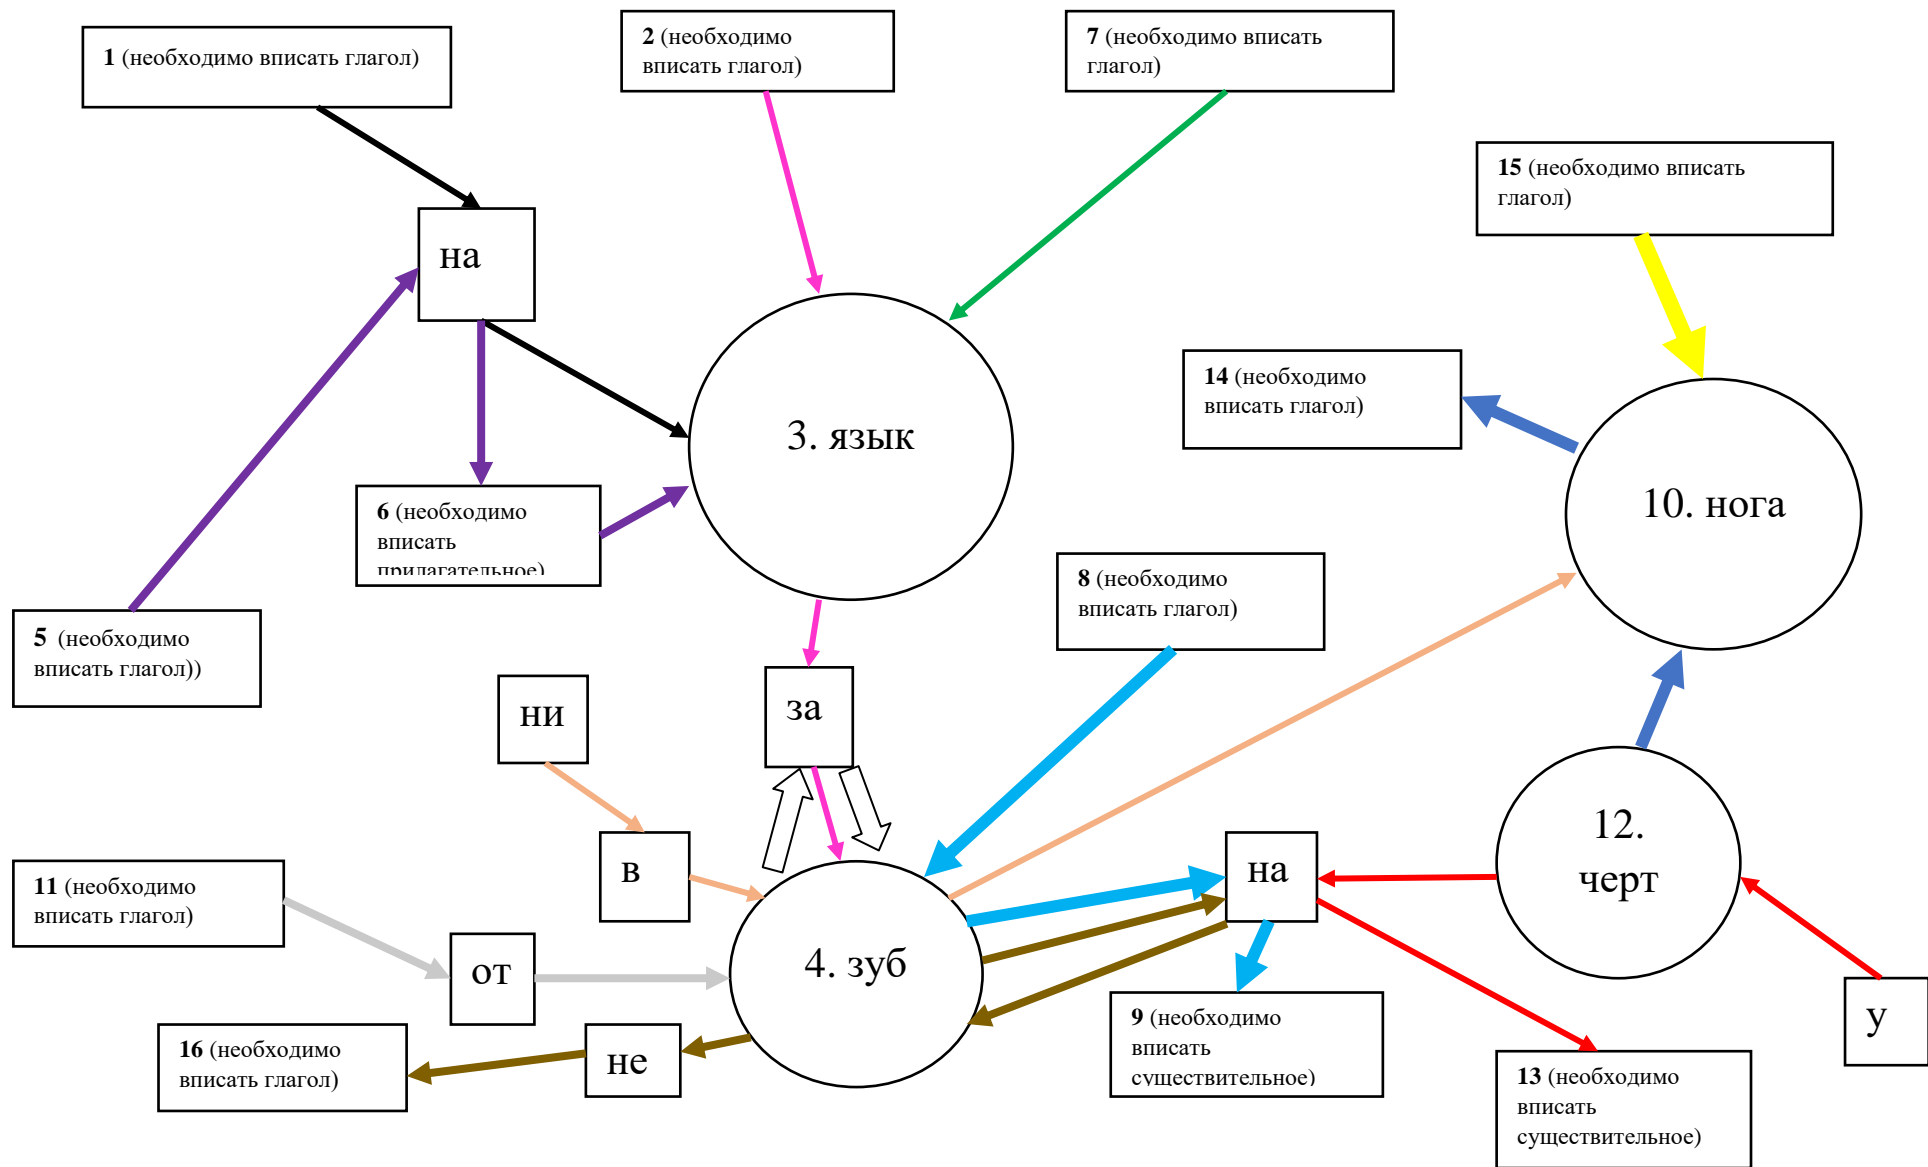 1 (необходимо вписать глагол)
2 (необходимо
вписать глагол)
7 (необходимо вписать
глагол)
15 (необходимо вписать
глагол)
на
14 (необходимо
вписать глагол)
3. язык
10. нога
6 (необходимо
вписать
прилагательное)
8 (необходимо
вписать глагол)
5 (необходимо
вписать глагол))
ни
за
в
на
12.
черт
11 (необходимо
вписать глагол)
от
4. зуб
не
16 (необходимо
вписать глагол)
9 (необходимо
вписать
существительное)
13 (необходимо
вписать
существительное)
у